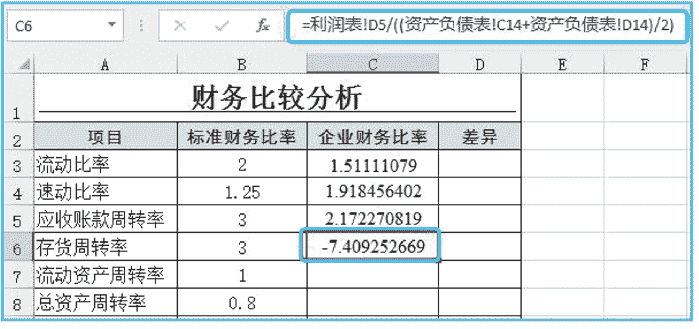 C6 fx =利润表!D5/((资产负债表!C14+资产负债表!D14)/2)
A B C D E F
1 财务比较分析
2 项目 标准财务比率 企业财务比率 差异
3 流动比率 2 1.51111079
4 速动比率 1.25 1.918456402
5 应收账款周转率 3 2.172270819
6 存货周转率 3 -7.409252669
7 流动资产周转率 1
8 总资产周转率 0.8